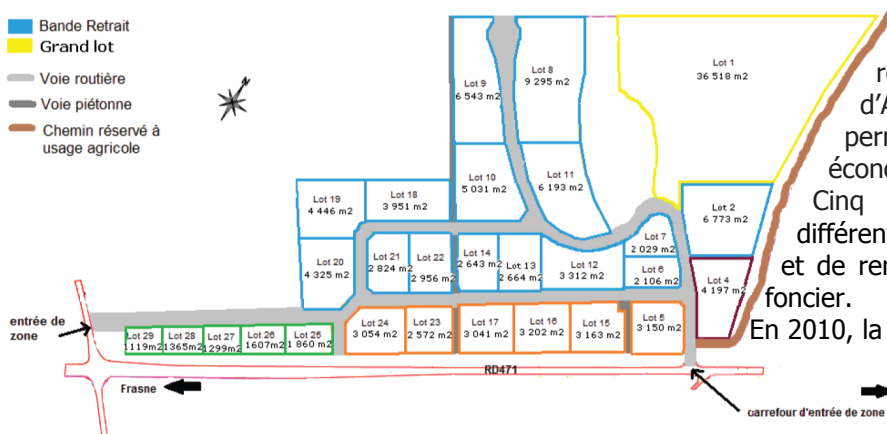 Bande Retrait
Grand lot
Voie routière
Voie piétonne
Chemin réservé à
usage agricole
N
Lot 9
6 543 m2
Lot 8
9 295 m2
Lot 1
36 518 m2
Lot 10
5 031 m2
Lot 11
6 193 m2
Lot 19
4 446 m2
Lot 18
3 951 m2
Lot 2
6 773 m2
Lot 20
4 325 m2
Lot 21
2 824 m2
Lot 22
2 956 m2
Lot 14
2 643 m2
Lot 13
2 664 m2
Lot 12
3 312 m2
Lot 7
2 029 m2
Lot 6
2 106 m2
Lot 4
4 197 m2
entrée de
zone
Lot 29
1119m2
Lot 28
1365m2
Lot 27
1299m2
Lot 26
1607m2
Lot 25
1 860 m2
Lot 24
3 054 m2
Lot 23
2 572 m2
Lot 17
3 041 m2
Lot 16
3 202 m2
Lot 15
3 163 m2
Lot 5
3 150 m2
Frasne
RD471
carrefour d'entrée de zone
d'A
perr
écono
Cinq
différent
et de ren
foncier.
En 2010, la